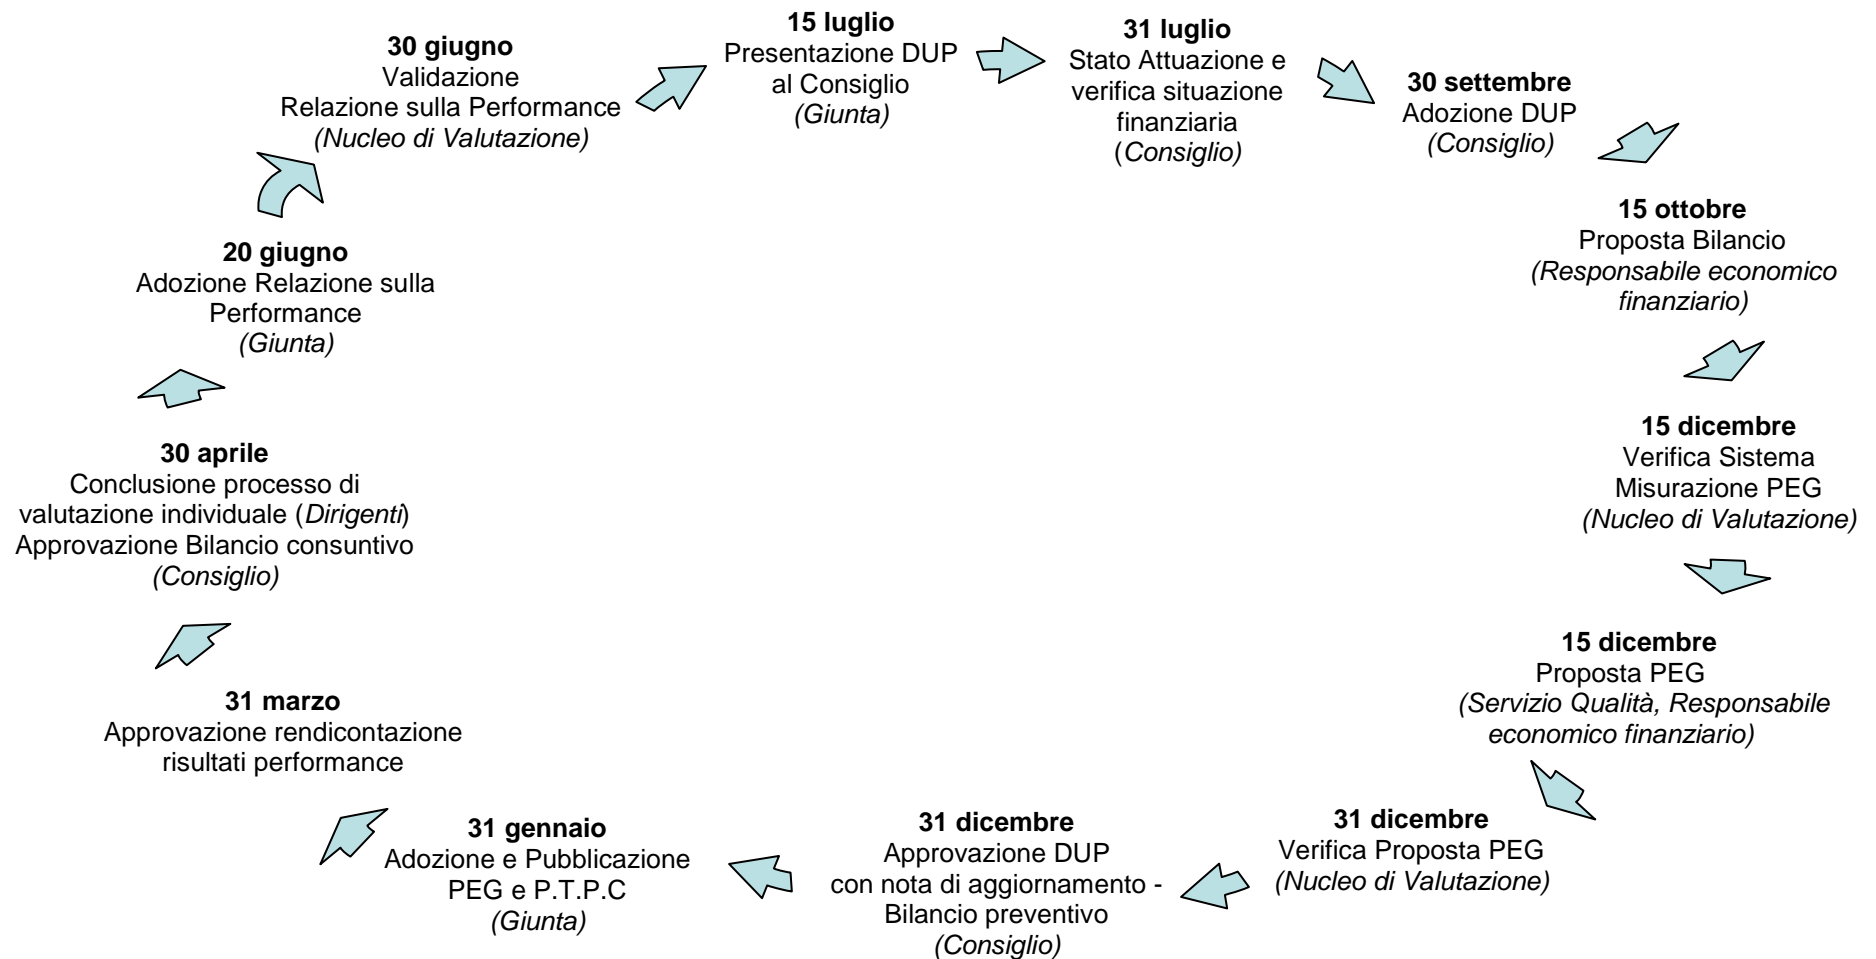 15 luglio
Presentazione DUP
al Consiglio
(Giunta)
31 luglio
Stato Attuazione e
verifica situazione
finanziaria
(Consiglio)
30 settembre
Adozione DUP
(Consiglio)
15 ottobre
Proposta Bilancio
(Responsabile economico
finanziario)
15 dicembre
Verifica Sistema
Misurazione PEG
(Nucleo di Valutazione)
15 dicembre
Proposta PEG
(Servizio Qualità, Responsabile
economico finanziario)
31 dicembre
Verifica Proposta PEG
(Nucleo di Valutazione)
31 dicembre
Approvazione DUP
con nota di aggiornamento -
Bilancio preventivo
(Consiglio)
31 gennaio
Adozione e Pubblicazione
PEG e P.T.P.C
(Giunta)
31 marzo
Approvazione rendicontazione
risultati performance
30 aprile
Conclusione processo di
valutazione individuale (Dirigenti)
Approvazione Bilancio consuntivo
(Consiglio)
20 giugno
Adozione Relazione sulla
Performance
(Giunta)
30 giugno
Validazione
Relazione sulla Performance
(Nucleo di Valutazione)